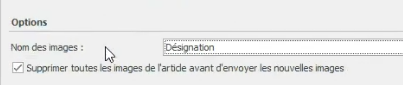 Options
Nom des images : Désignation
Supprimer toutes les images de l'article avant d'envoyer les nouvelles images